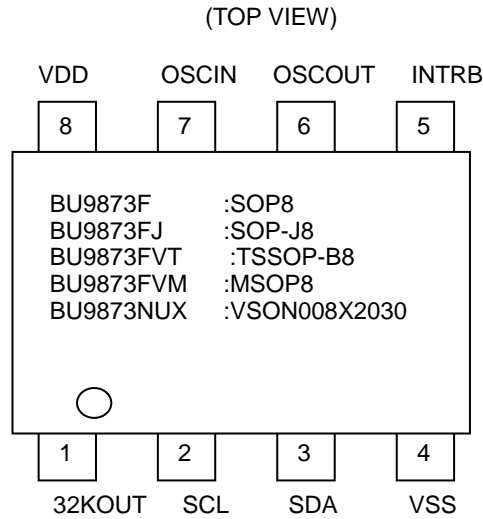 (TOP VIEW)
VDD OSCIN OSCOUT INTRB
8 7 6 5
BU9873F :SOP8
BU9873FJ :SOP-J8
BU9873FVT :TSSOP-B8
BU9873FVM :MSOP8
BU9873NUX :VSON008X2030
1 2 3 4
32KOUT SCL SDA VSS